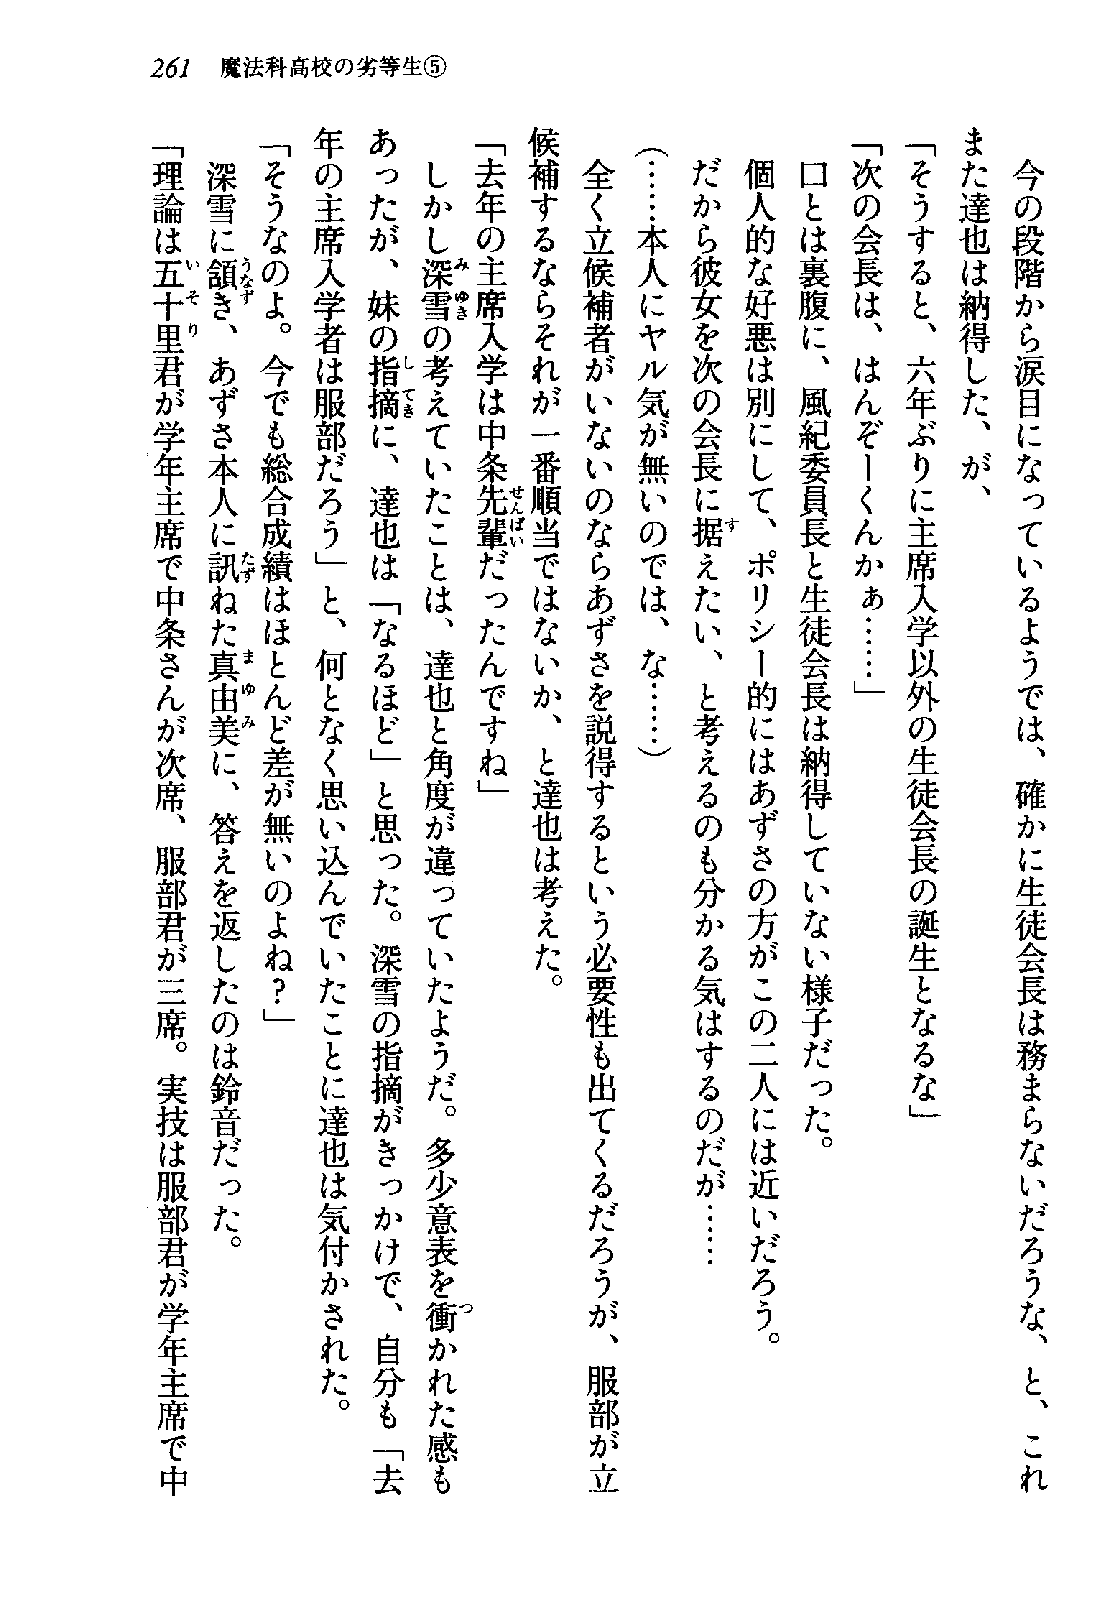 261 魔法科高校の劣等生⑤
今の段階から涙目になっているようでは、確かに生徒会長は務まらないだろうな、と、これ
また達也は納得した、が、
「そうすると、六年ぶりに主席入学以外の生徒会長の誕生となるな」
「次の会長は、はんぞーくんかぁ……」
口とは裏腹に、風紀委員長と生徒会長は納得していない様子だった。
個人的な好悪は別にして、ポリシー的にはあずさの方がこの二人には近いだろう。
だから彼女を次の会長に据えたい、と考えるのも分かる気はするのだが……
(……本人にヤル気が無いのでは、な……)
全く立候補者がいないのならあずさを説得するという必要性も出てくるだろうが、服部が立
候補するならそれが一番順当ではないか、と達也は考えた。
「去年の主席入学は中条先輩だったんですね」
しかし深雪の考えていたことは、達也と角度が違っていたようだ。多少意表を衝かれた感も
あったが、妹の指摘に、達也は「なるほど」と思った。深雪の指摘がきっかけで、自分も「去
年の主席入学者は服部だろう」と、何となく思い込んでいたことに達也は気付かされた。
「そうなのよ。今でも総合成績はほとんど差が無いのよね?」
深雪に頷き、あずさ本人に訊ねた真由美に、答えを返したのは鈴音だった。
「理論は五十里君が学年主席で中条さんが次席、服部君が三席。実技は服部君が学年主席で中